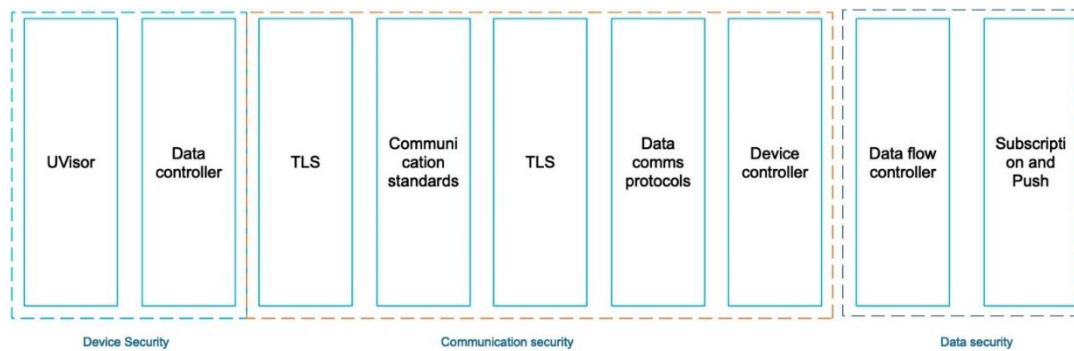 UVisor
Data
controller
TLS
Communi
cation
standards
TLS
Data
comms
protocols
Device
controller
Data flow
controller
Subscripti
on and
Push
Device Security
Communication security
Data security